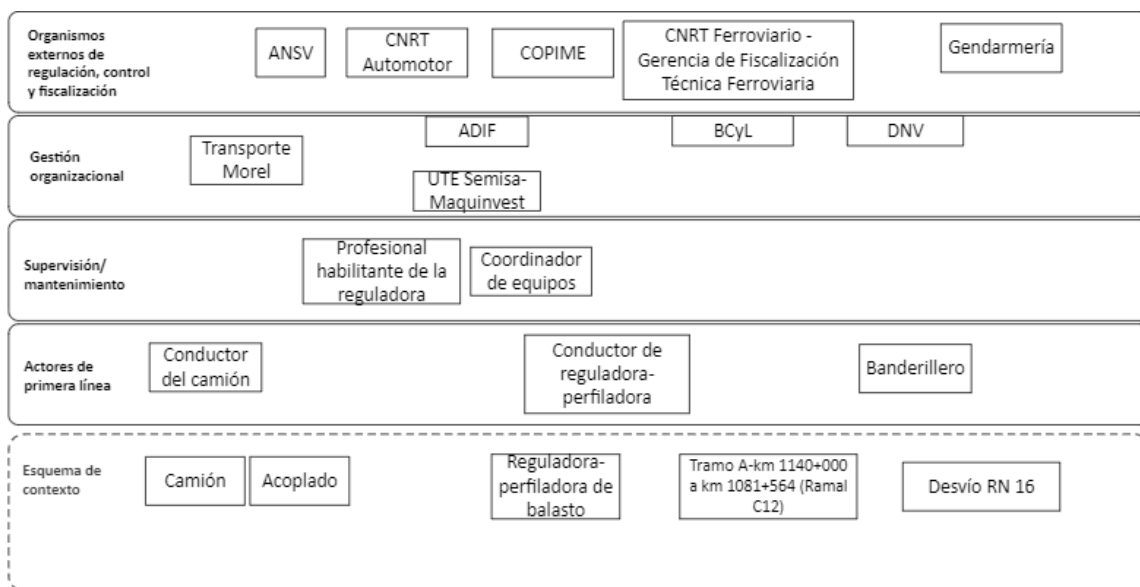 Organismos
externos de
regulación, control
y fiscalización
ANSV
CNRT
Automotor
COPIME
CNRT Ferroviario -
Gerencia de Fiscalización
Técnica Ferroviaria
Gendarmería
Gestión
organizacional
Transporte
Morel
ADIF
UTE Semisa-
Maquinvest
BCyL
DNV
Supervisión/
mantenimiento
Profesional
habilitante de la
reguladora
Coordinador
de equipos
Actores de
primera línea
Conductor
del camión
Conductor de
reguladora-
perfiladora
Banderillero
Esquema de
contexto
Camión
Acoplado
Reguladora-
perfiladora de
balasto
Tramo A-km 1140+000
a km 1081+564 (Ramal
C12)
Desvío RN 16